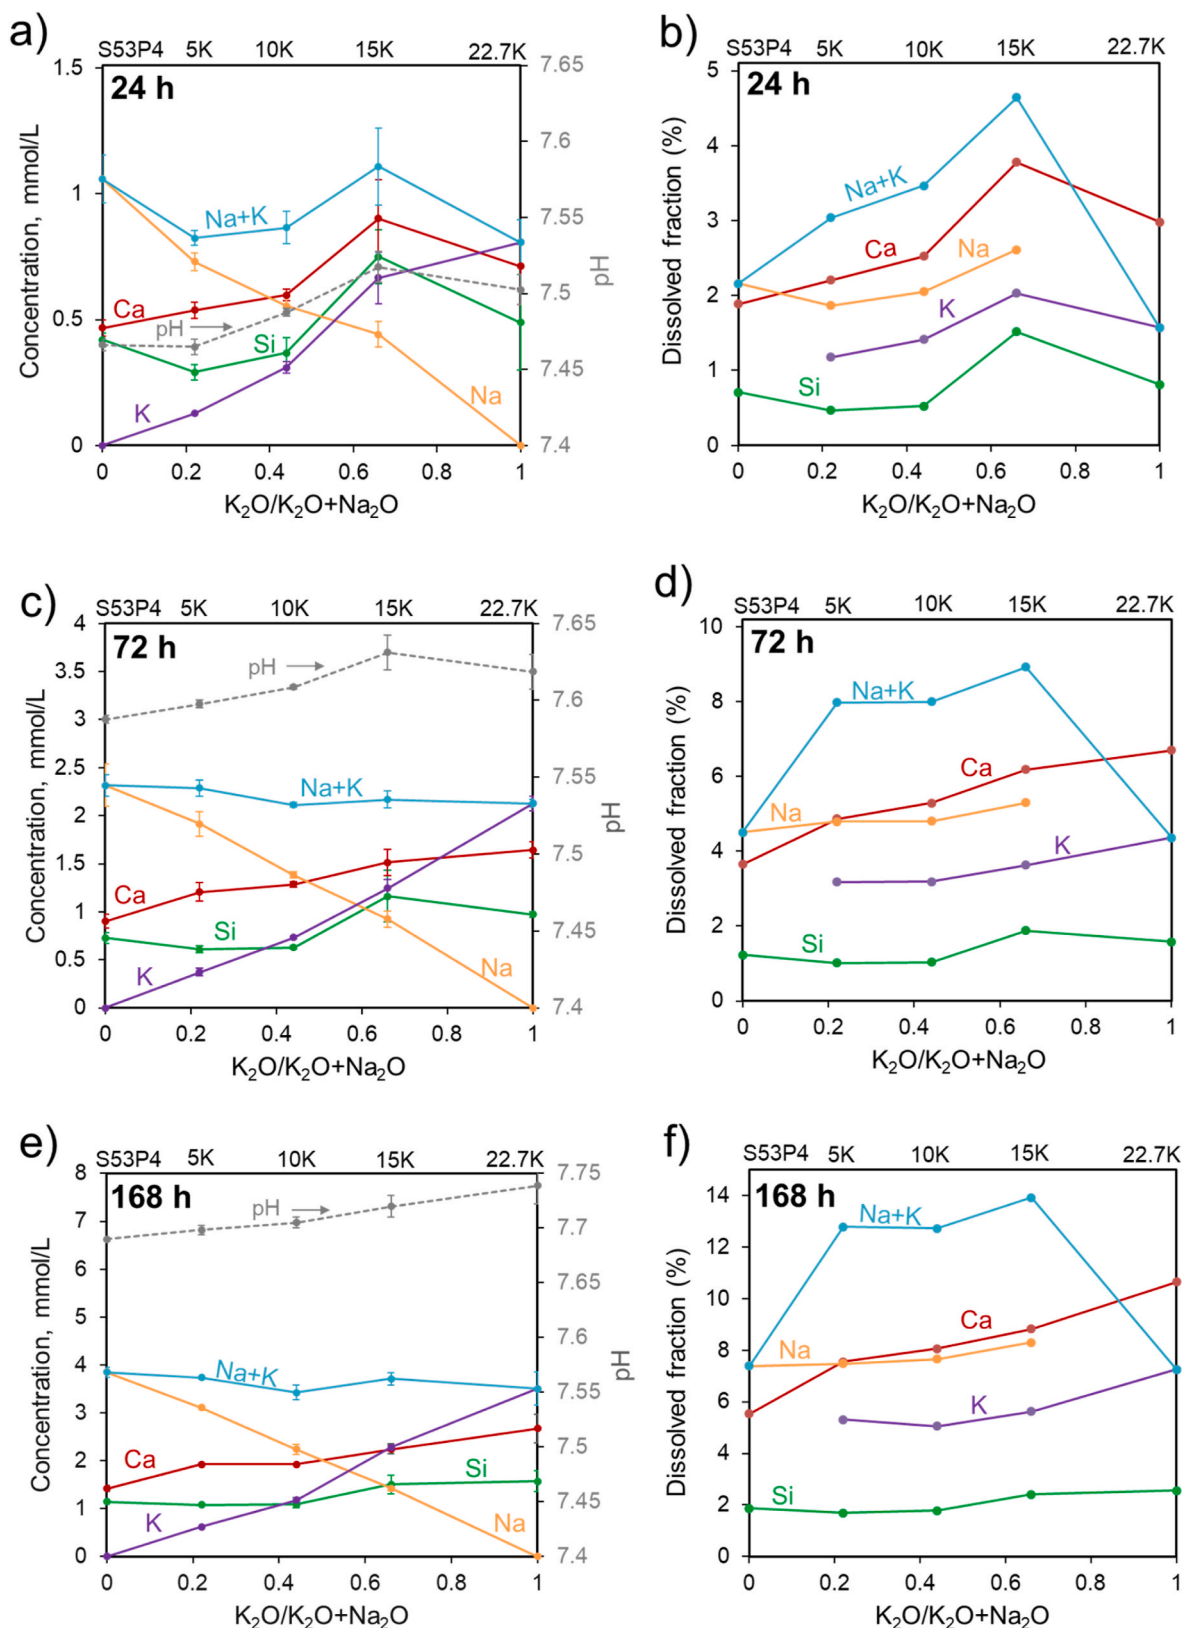 a)
S53P4 5K 10K 15K 22.7K
24 h
Concentration, mmol/L
1.5
1
0.5
0
7.65
7.6
7.55
7.5
7.45
7.4
pH
Na+K
Ca
pH →
Si
K
Na
0 0.2 0.4 0.6 0.8 1
K₂O/K₂O+Na₂O
b)
S53P4 5K 10K 15K 22.7K
24 h
Dissolved fraction (%)
5
4
3
2
1
0
Na+K
Ca
Na
K
Si
0 0.2 0.4 0.6 0.8 1
K₂O/K₂O+Na₂O
c)
S53P4 5K 10K 15K 22.7K
72 h
Concentration, mmol/L
4
3.5
3
2.5
2
1.5
1
0.5
0
7.65
7.6
7.55
7.5
7.45
7.4
pH
pH →
Na+K
Ca
Si
K
Na
0 0.2 0.4 0.6 0.8 1
K₂O/K₂O+Na₂O
d)
S53P4 5K 10K 15K 22.7K
72 h
Dissolved fraction (%)
10
8
6
4
2
0
Na+K
Ca
Na
K
Si
0 0.2 0.4 0.6 0.8 1
K₂O/K₂O+Na₂O
e)
S53P4 5K 10K 15K 22.7K
168 h
Concentration, mmol/L
8
7
6
5
4
3
2
1
0
7.75
7.7
7.65
7.6
7.55
7.5
7.45
7.4
pH
pH →
Na+K
Ca
Si
K
Na
0 0.2 0.4 0.6 0.8 1
K₂O/K₂O+Na₂O
f)
S53P4 5K 10K 15K 22.7K
168 h
Dissolved fraction (%)
14
12
10
8
6
4
2
0
Na+K
Ca
Na
K
Si
0 0.2 0.4 0.6 0.8 1
K₂O/K₂O+Na₂O